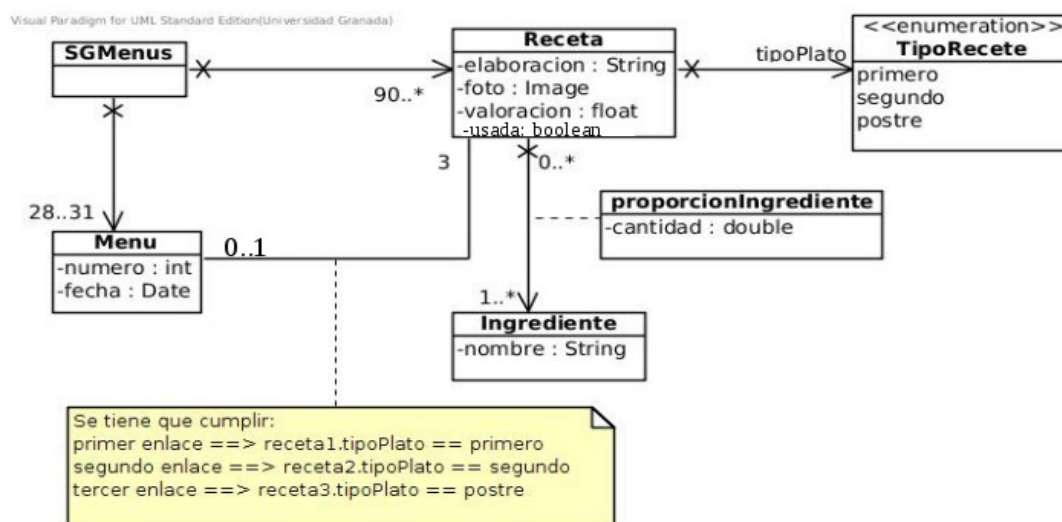 Visual Paradigm for UML Standard Edition(Universidad Granada)
SGMenus
90..*
28..31
Receta
-elaboracion : String
-foto : Image
-valoracion : float
-usada: boolean
tipoPlato
<<enumeration>>
TipoRecete
primero
segundo
postre
3
0..*
proporcionIngrediente
-cantidad : double
Menu
-numero : int
-fecha : Date
0..1
1..*
Ingrediente
-nombre : String
Se tiene que cumplir:
primer enlace ==> receta1.tipoPlato == primero
segundo enlace ==> receta2.tipoPlato == segundo
tercer enlace ==> receta3.tipoPlato == postre